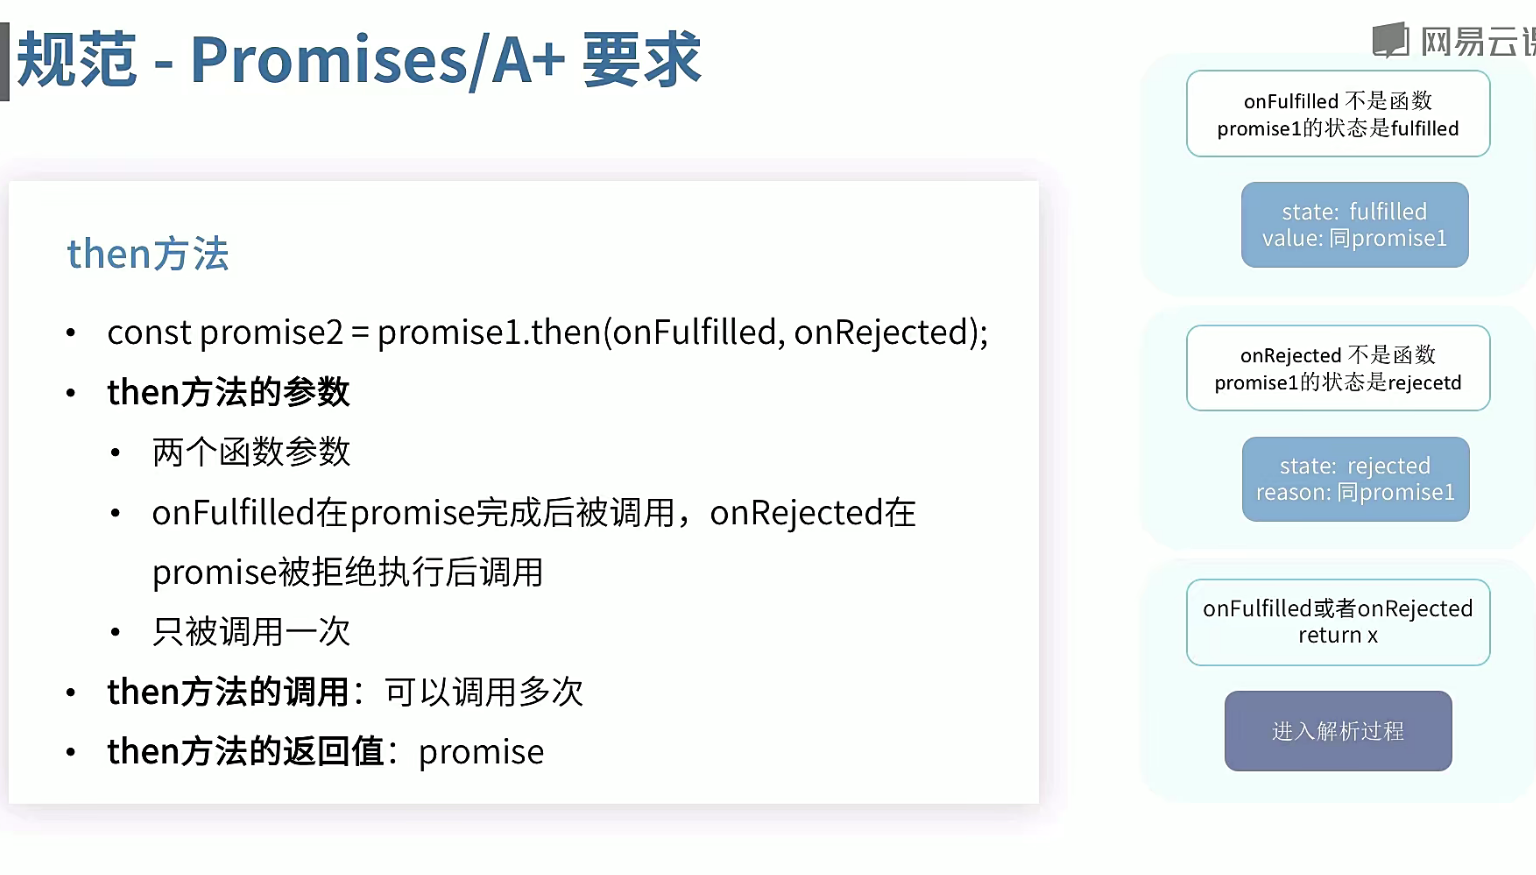 规范 - Promises/A+ 要求
网易云课
then方法
• const promise2 = promise1.then(onFulfilled, onRejected);
• then方法的参数
• 两个函数参数
• onFulfilled在promise完成后被调用，onRejected在
promise被拒绝执行后调用
• 只被调用一次
• then方法的调用：可以调用多次
• then方法的返回值：promise
onFulfilled 不是函数
promise1的状态是fulfilled
state: fulfilled
value: 同promise1
onRejected 不是函数
promise1的状态是rejecetd
state: rejected
reason: 同promise1
onFulfilled或者onRejected
return x
进入解析过程